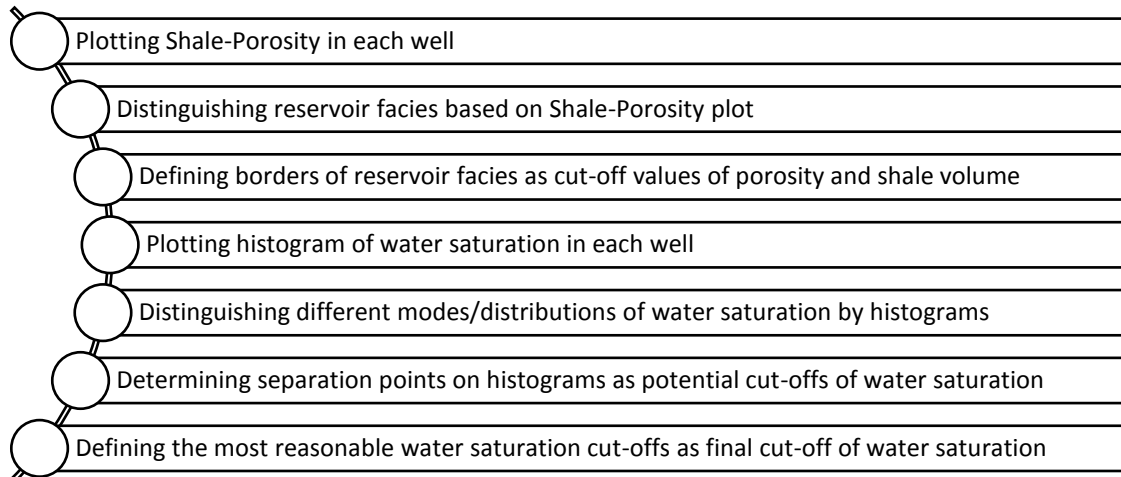 Plotting Shale-Porosity in each well
Distinguishing reservoir facies based on Shale-Porosity plot
Defining borders of reservoir facies as cut-off values of porosity and shale volume
Plotting histogram of water saturation in each well
Distinguishing different modes/distributions of water saturation by histograms
Determining separation points on histograms as potential cut-offs of water saturation
Defining the most reasonable water saturation cut-offs as final cut-off of water saturation